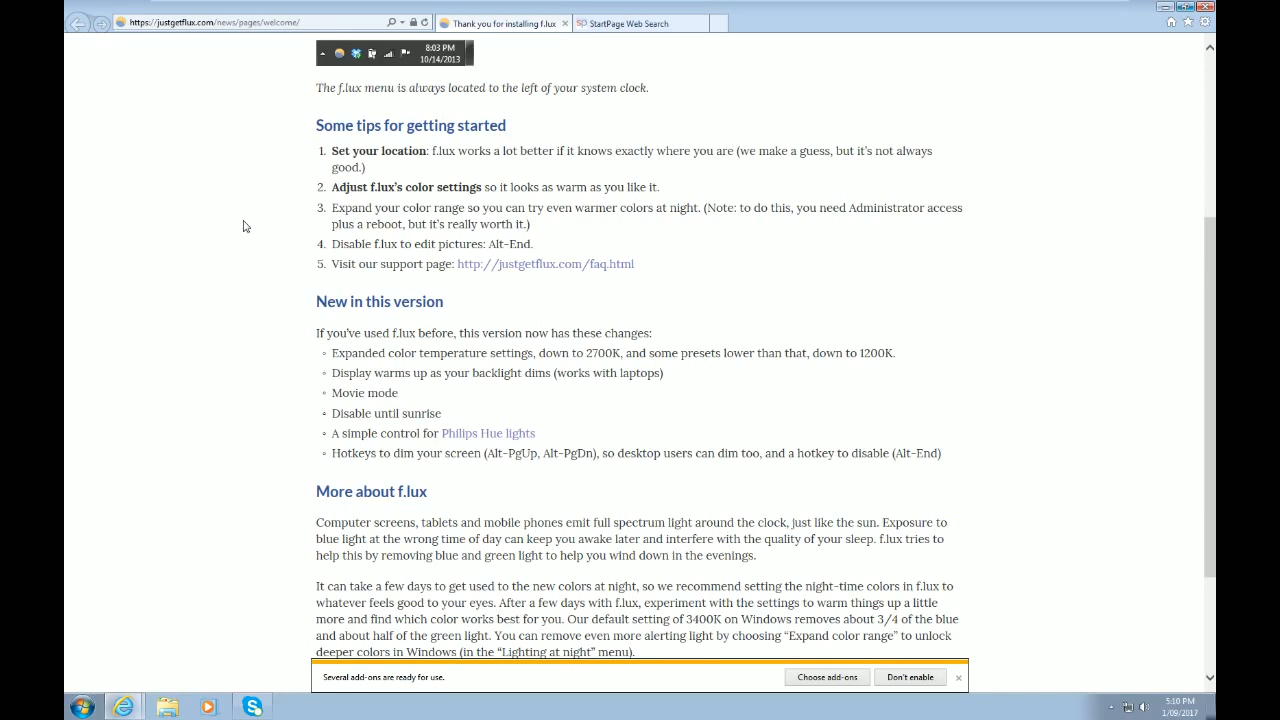 https://justgetflux.com/news/pages/welcome/
Thank you for installing f.lux
StartPage Web Search
8:03 PM
10/14/2013
The f.lux menu is always located to the left of your system clock.
Some tips for getting started
1. Set your location: f.lux works a lot better if it knows exactly where you are (we make a guess, but it's not always
good.)
2. Adjust f.lux's color settings so it looks as warm as you like it.
3. Expand your color range so you can try even warmer colors at night. (Note: to do this, you need Administrator access
plus a reboot, but it's really worth it.)
4. Disable f.lux to edit pictures: Alt-End.
5. Visit our support page: http://justgetflux.com/faq.html
New in this version
If you've used f.lux before, this version now has these changes:
◦ Expanded color temperature settings, down to 2700K, and some presets lower than that, down to 1200K.
◦ Display warms up as your backlight dims (works with laptops)
◦ Movie mode
◦ Disable until sunrise
◦ A simple control for Philips Hue lights
◦ Hotkeys to dim your screen (Alt-PgUp, Alt-PgDn), so desktop users can dim too, and a hotkey to disable (Alt-End)
More about f.lux
Computer screens, tablets and mobile phones emit full spectrum light around the clock, just like the sun. Exposure to
blue light at the wrong time of day can keep you awake later and interfere with the quality of your sleep. f.lux tries to
help this by removing blue and green light to help you wind down in the evenings.
It can take a few days to get used to the new colors at night, so we recommend setting the night-time colors in f.lux to
whatever feels good to your eyes. After a few days with f.lux, experiment with the settings to warm things up a little
more and find which color works best for you. Our default setting of 3400K on Windows removes about 3/4 of the blue
and about half of the green light. You can remove even more alerting light by choosing “Expand color range” to unlock
deeper colors in Windows (in the “Lighting at night” menu).
Several add-ons are ready for use.
Choose add-ons
Don't enable
5:10 PM
1/09/2017